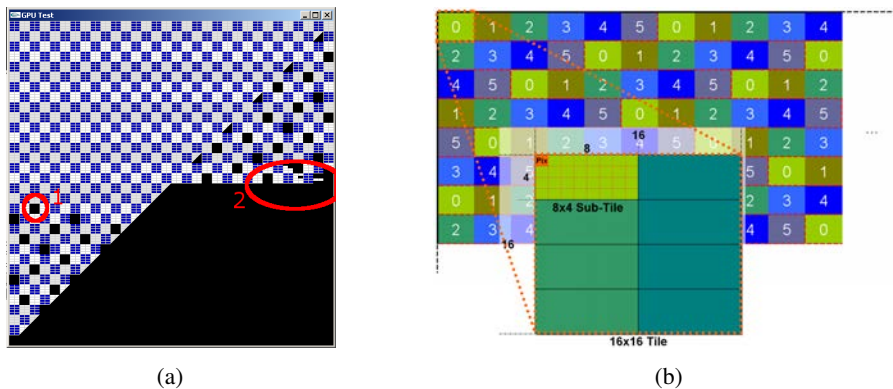 GPU Test
1
2
(a)
0 1 2 3 4 5 0 1 2 3 4
2 3 4 5 0 1 2 3 4 5 0
4 5 0 1 2 3 4 5 0 1 2
1 2 3 4 5 0 1 2 3 4 5
5 0 1 2 3 4 5 0 1 2 3
16
8
3 4 5 5 0 1
Pix
4
0 1 2 2 3 4
8x4 Sub-Tile
2 3 4 4 5 0
16
...
16x16 Tile
(b)